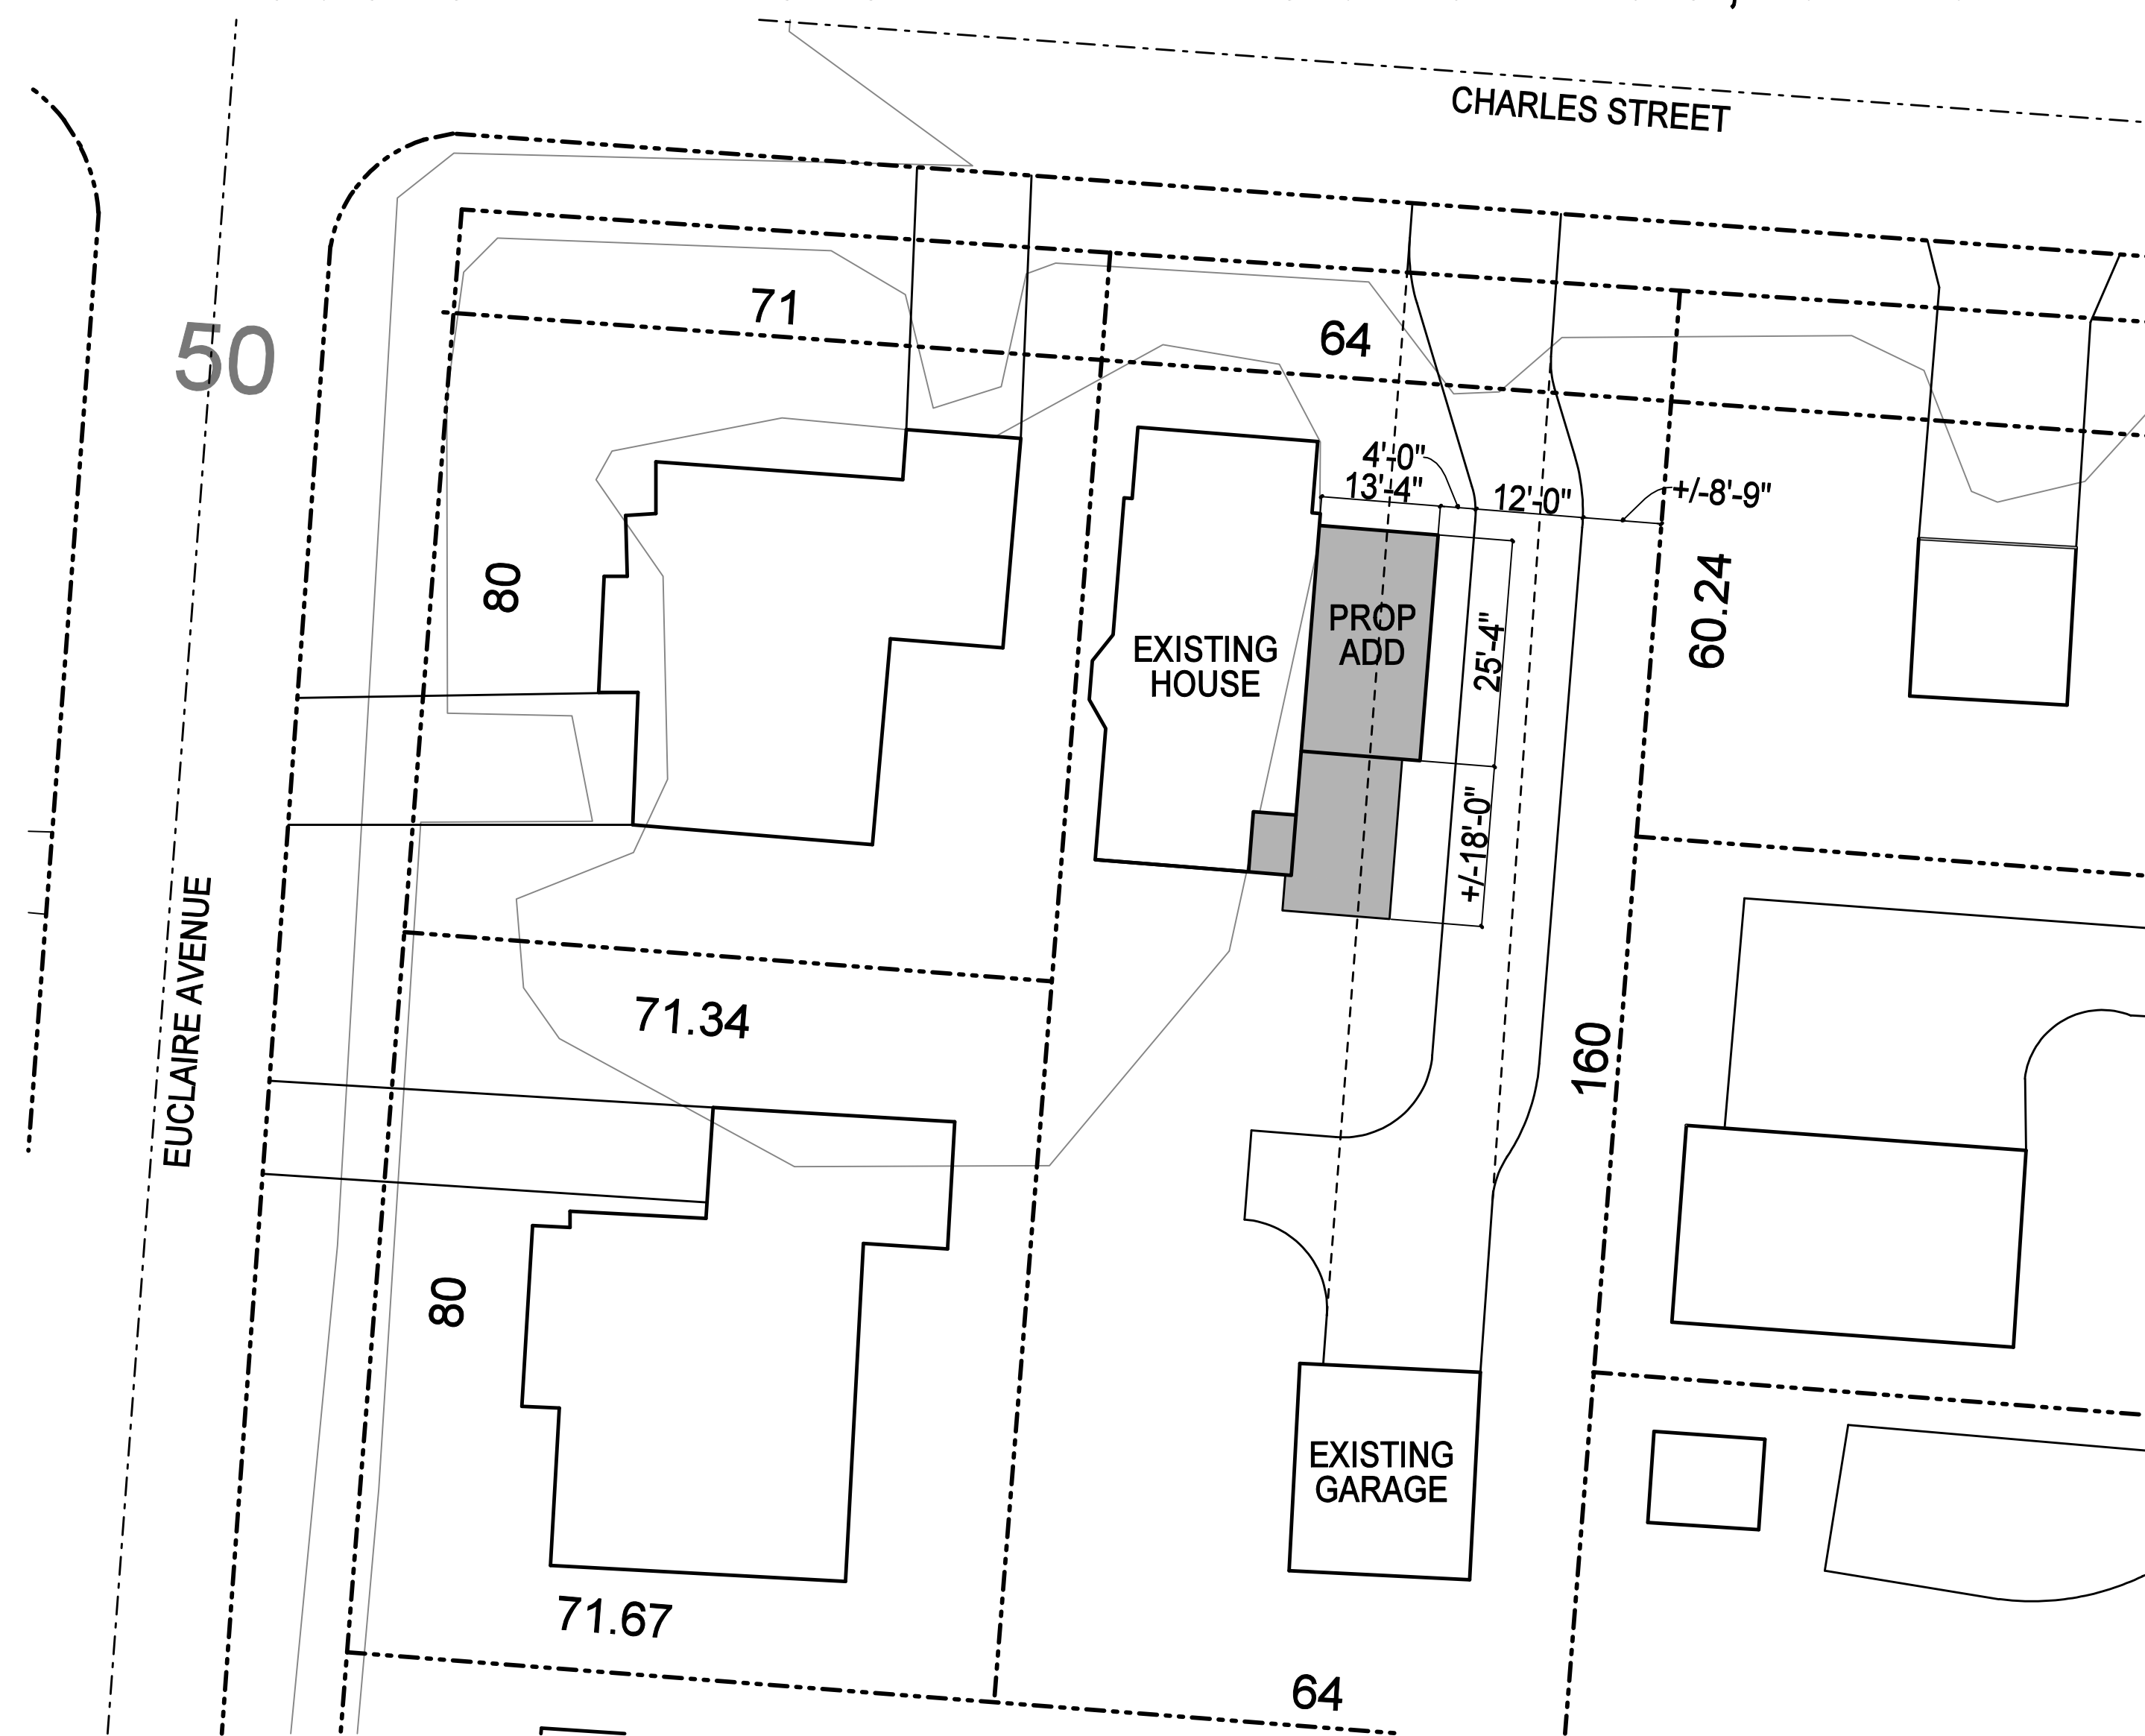 CHARLES STREET
71
64
50
4'-0"
13'-4"
12'-0"
+/-8'-9"
80
PROP
ADD
25'-4"
60.24
EXISTING
HOUSE
+/-18'-0"
EUCLAIRE AVENUE
71.34
160
80
EXISTING
GARAGE
71.67
64